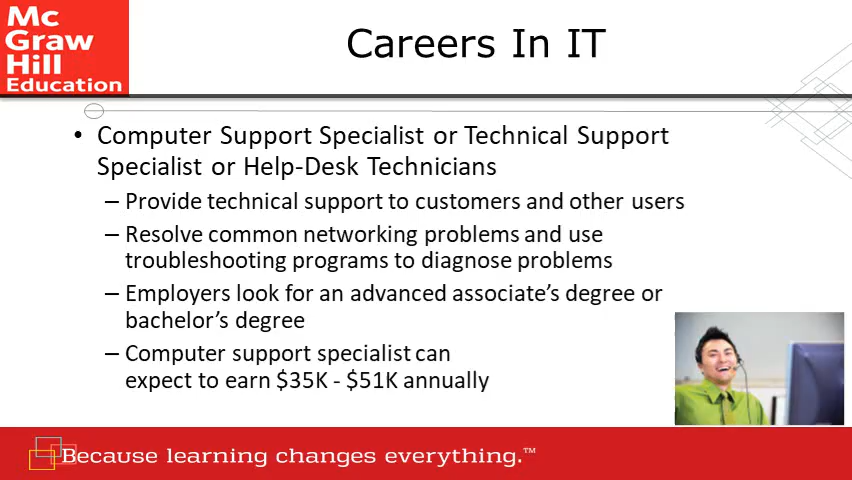 Mc
Graw
Hill
Education
Careers In IT
• Computer Support Specialist or Technical Support
Specialist or Help-Desk Technicians
– Provide technical support to customers and other users
– Resolve common networking problems and use
troubleshooting programs to diagnose problems
– Employers look for an advanced associate’s degree or
bachelor’s degree
– Computer support specialist can
expect to earn $35K - $51K annually
Because learning changes everything.™